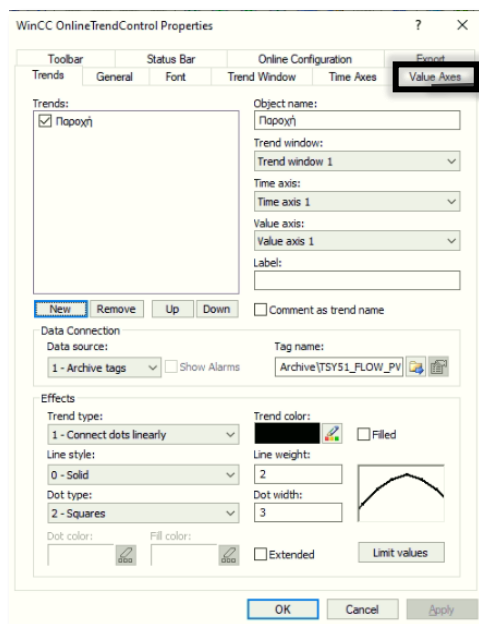 WinCC OnlineTrendControl Properties ? ✕
Toolbar Status Bar Online Configuration Export
Trends General Font Trend Window Time Axes Value Axes
Trends: Object name:
Παροχή Παροχή
Trend window:
Trend window 1
Time axis:
Time axis 1
Value axis:
Value axis 1
Label:
New Remove Up Down Comment as trend name
Data Connection
Data source: Tag name:
1 - Archive tags Show Alarms Archive\TSY51_FLOW_PV
Effects
Trend type: Trend color:
1 - Connect dots linearly Filled
Line style: Line weight:
0 - Solid 2
Dot type: Dot width:
2 - Squares 3
Dot color: Fill color:
Extended Limit values
OK Cancel Apply